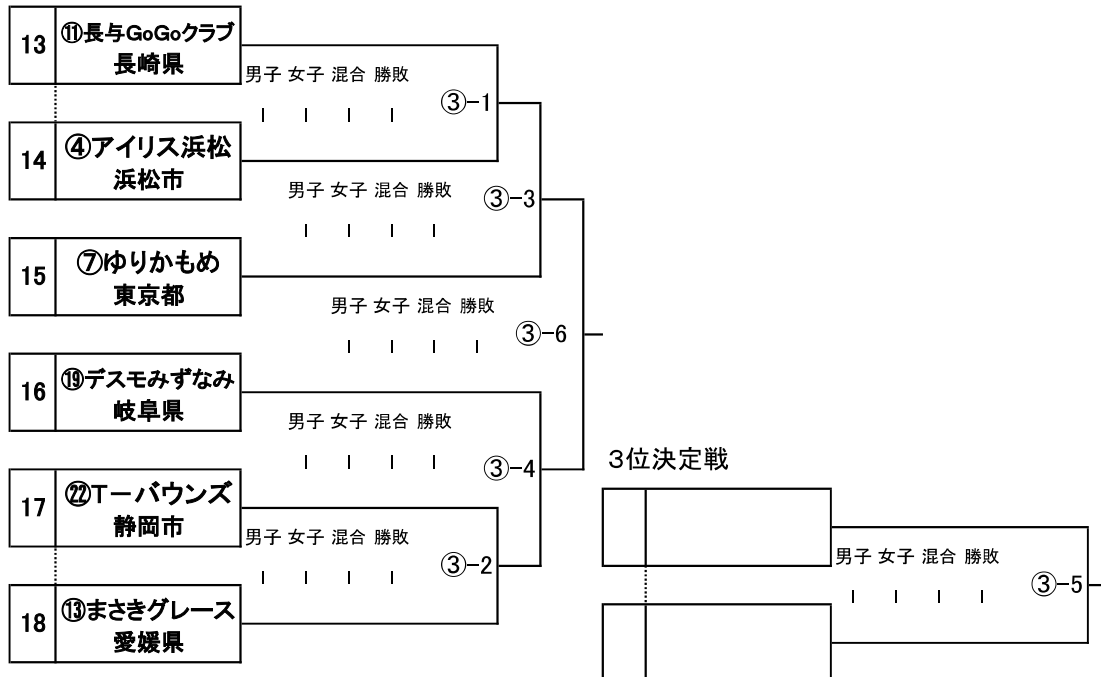 13 ⑪長与GoGoクラブ
長崎県
男子 女子 混合 勝敗
③-1
14 ④アイリス浜松
浜松市
男子 女子 混合 勝敗
③-3
15 ⑦ゆりかもめ
東京都
男子 女子 混合 勝敗
③-6
16 ⑲デスモみずなみ
岐阜県
男子 女子 混合 勝敗
③-4
3位決定戦
17 ㉒T－バウンズ
静岡市
男子 女子 混合 勝敗
③-2
男子 女子 混合 勝敗
③-5
18 ⑬まさきグレース
愛媛県